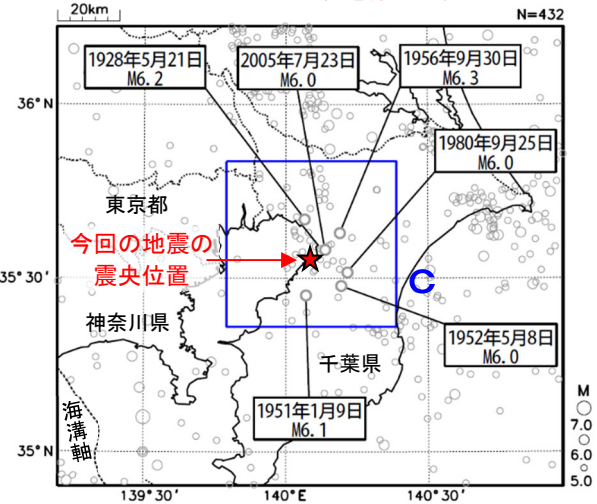 20km
N=432
1928年5月21日
M6.2
2005年7月23日
M6.0
1956年9月30日
M6.3
36°N
1980年9月25日
M6.0
東京都
今回の地震の
震央位置
35°30′
C
神奈川県
千葉県
1952年5月8日
M6.0
1951年1月9日
M6.1
海溝軸
M
7.0
6.0
5.0
35°N
139°30′
140°E
140°30′